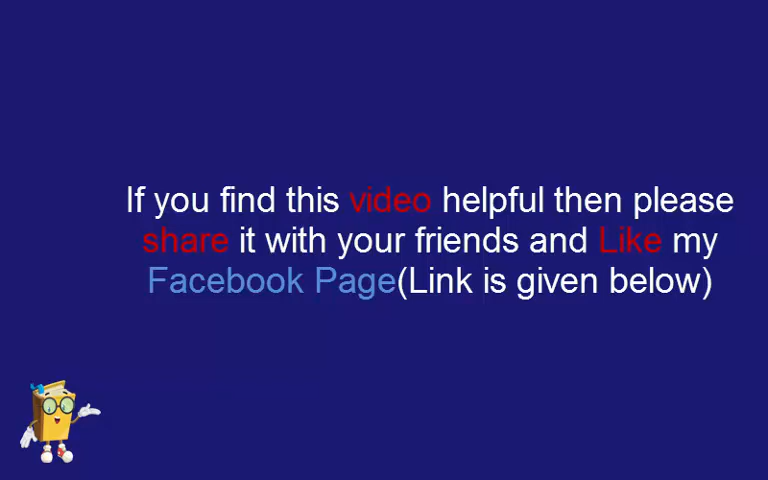 If you find this video helpful then please
share it with your friends and Like my
Facebook Page(Link is given below)